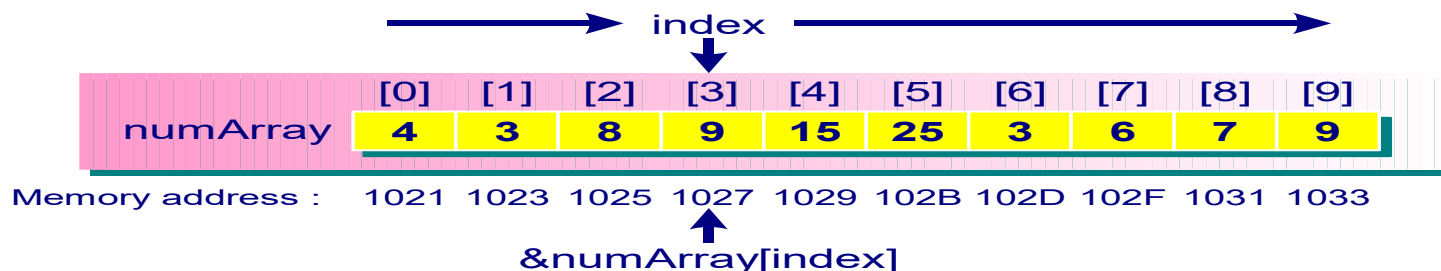 index
[0] [1] [2] [3] [4] [5] [6] [7] [8] [9]
numArray 4 3 8 9 15 25 3 6 7 9
Memory address : 1021 1023 1025 1027 1029 102B 102D 102F 1031 1033
&numArray[index]